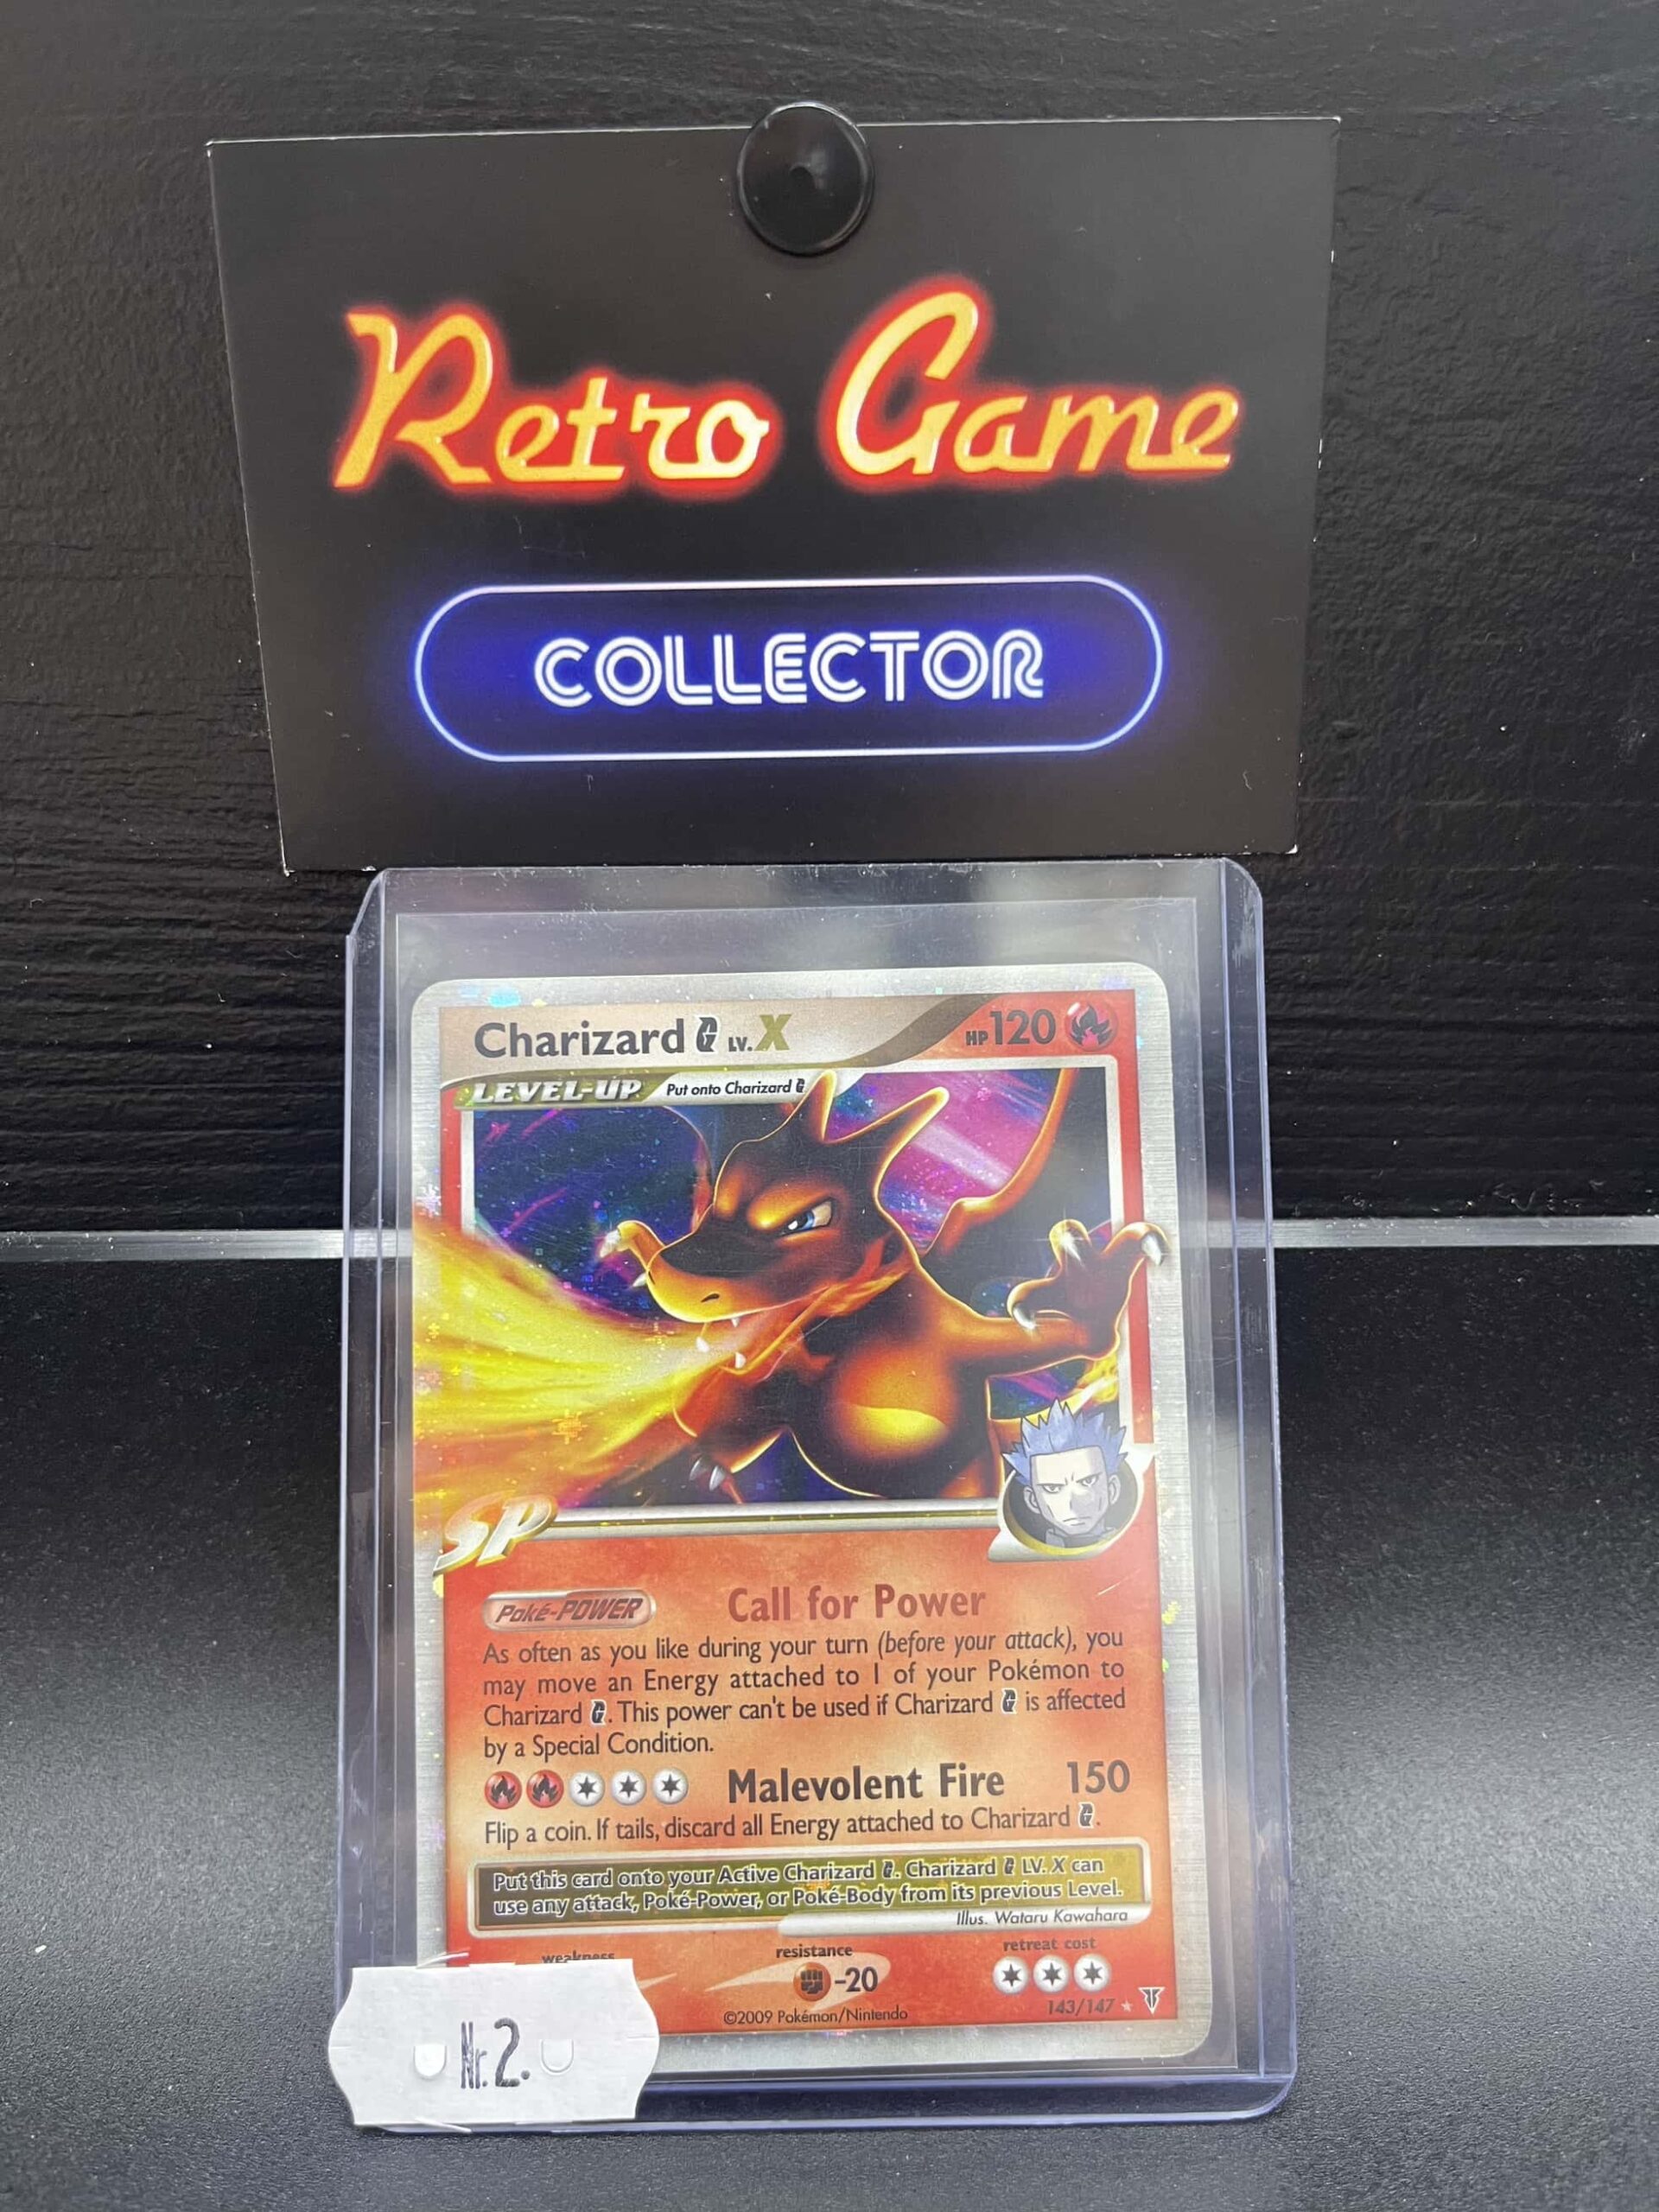 Retro Game
COLLECTOR
Charizard G LV.X HP 120
LEVEL-UP Put onto Charizard G
SP
Poké-POWER Call for Power
As often as you like during your turn (before your attack), you
may move an Energy attached to 1 of your Pokémon to
Charizard G. This power can't be used if Charizard G is affected
by a Special Condition.
Malevolent Fire 150
Flip a coin. If tails, discard all Energy attached to Charizard G.
Put this card onto your Active Charizard G. Charizard G LV. X can
use any attack, Poké-Power, or Poké-Body from its previous Level.
Illus. Wataru Kawahara
weakness resistance retreat cost
-20
©2009 Pokémon/Nintendo 143/147
Nr.2.